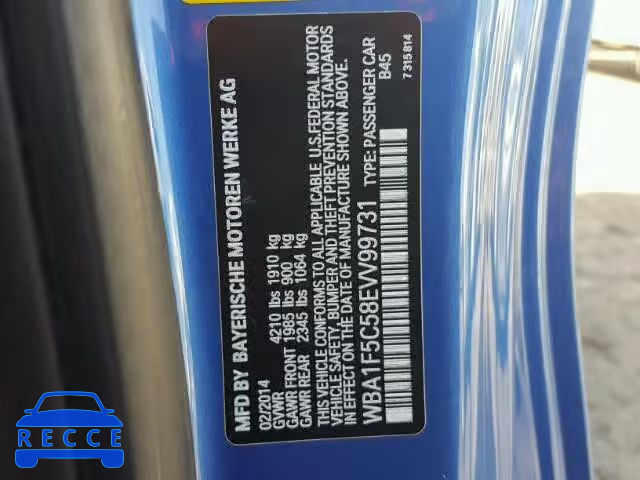 MFD BY BAYERISCHE MOTOREN WERKE AG
02/2014
GVWR 4210 lbs 1910 kg
GAWR FRONT 1985 lbs 900 kg
GAWR REAR 2345 lbs 1064 kg
THIS VEHICLE CONFORMS TO ALL APPLICABLE U.S.FEDERAL MOTOR
VEHICLE SAFETY, BUMPER AND THEFT PREVENTION STANDARDS
IN EFFECT ON THE DATE OF MANUFACTURE SHOWN ABOVE.
WBA1F5C58EVV99731 TYPE: PASSENGER CAR
B45
7315814
RECCE